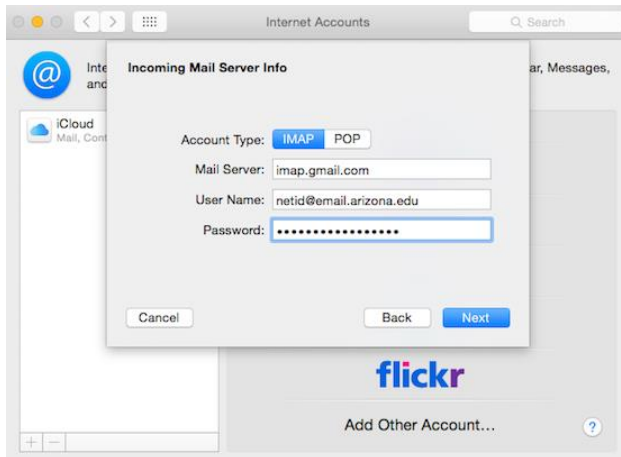 Internet Accounts
Search
Inte
and
ar, Messages,
iCloud
Mail, Cont
Incoming Mail Server Info
Account Type: IMAP POP
Mail Server: imap.gmail.com
User Name: netid@email.arizona.edu
Password: •••••••••••••••••
Cancel Back Next
flickr
Add Other Account...
?